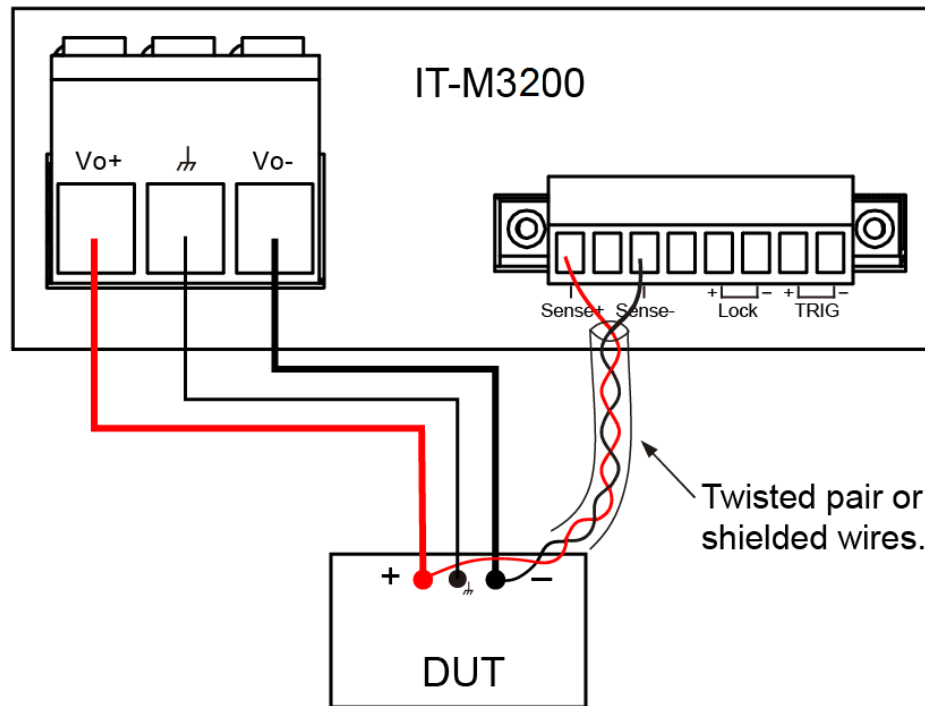 IT-M3200
Vo+
Vo-
+ - + -
Sense+ Sense- Lock TRIG
Twisted pair or
shielded wires.
+ −
DUT